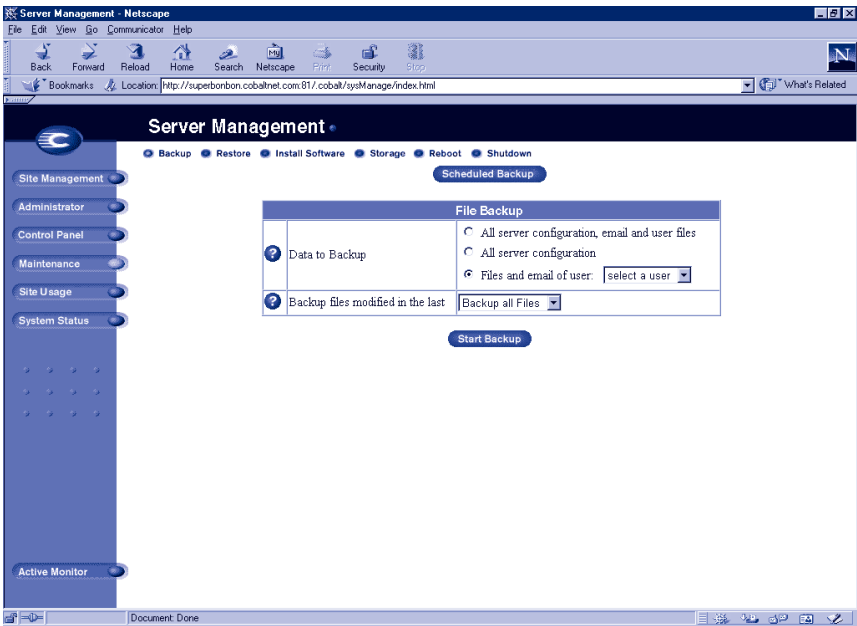 Server Management - Netscape
File Edit View Go Communicator Help
Back Forward Reload Home Search Netscape Print Security Stop
My
N
Bookmarks Location: http://superbonbon.cobaltnet.com:81/.cobalt/sysManage/index.html What's Related
Server Management
Backup Restore Install Software Storage Reboot Shutdown
Scheduled Backup
Site Management
Administrator
Control Panel
Maintenance
Site Usage
System Status
Active Monitor
File Backup
? Data to Backup
All server configuration, email and user files
All server configuration
Files and email of user: select a user
? Backup files modified in the last Backup all Files
Start Backup
Document: Done